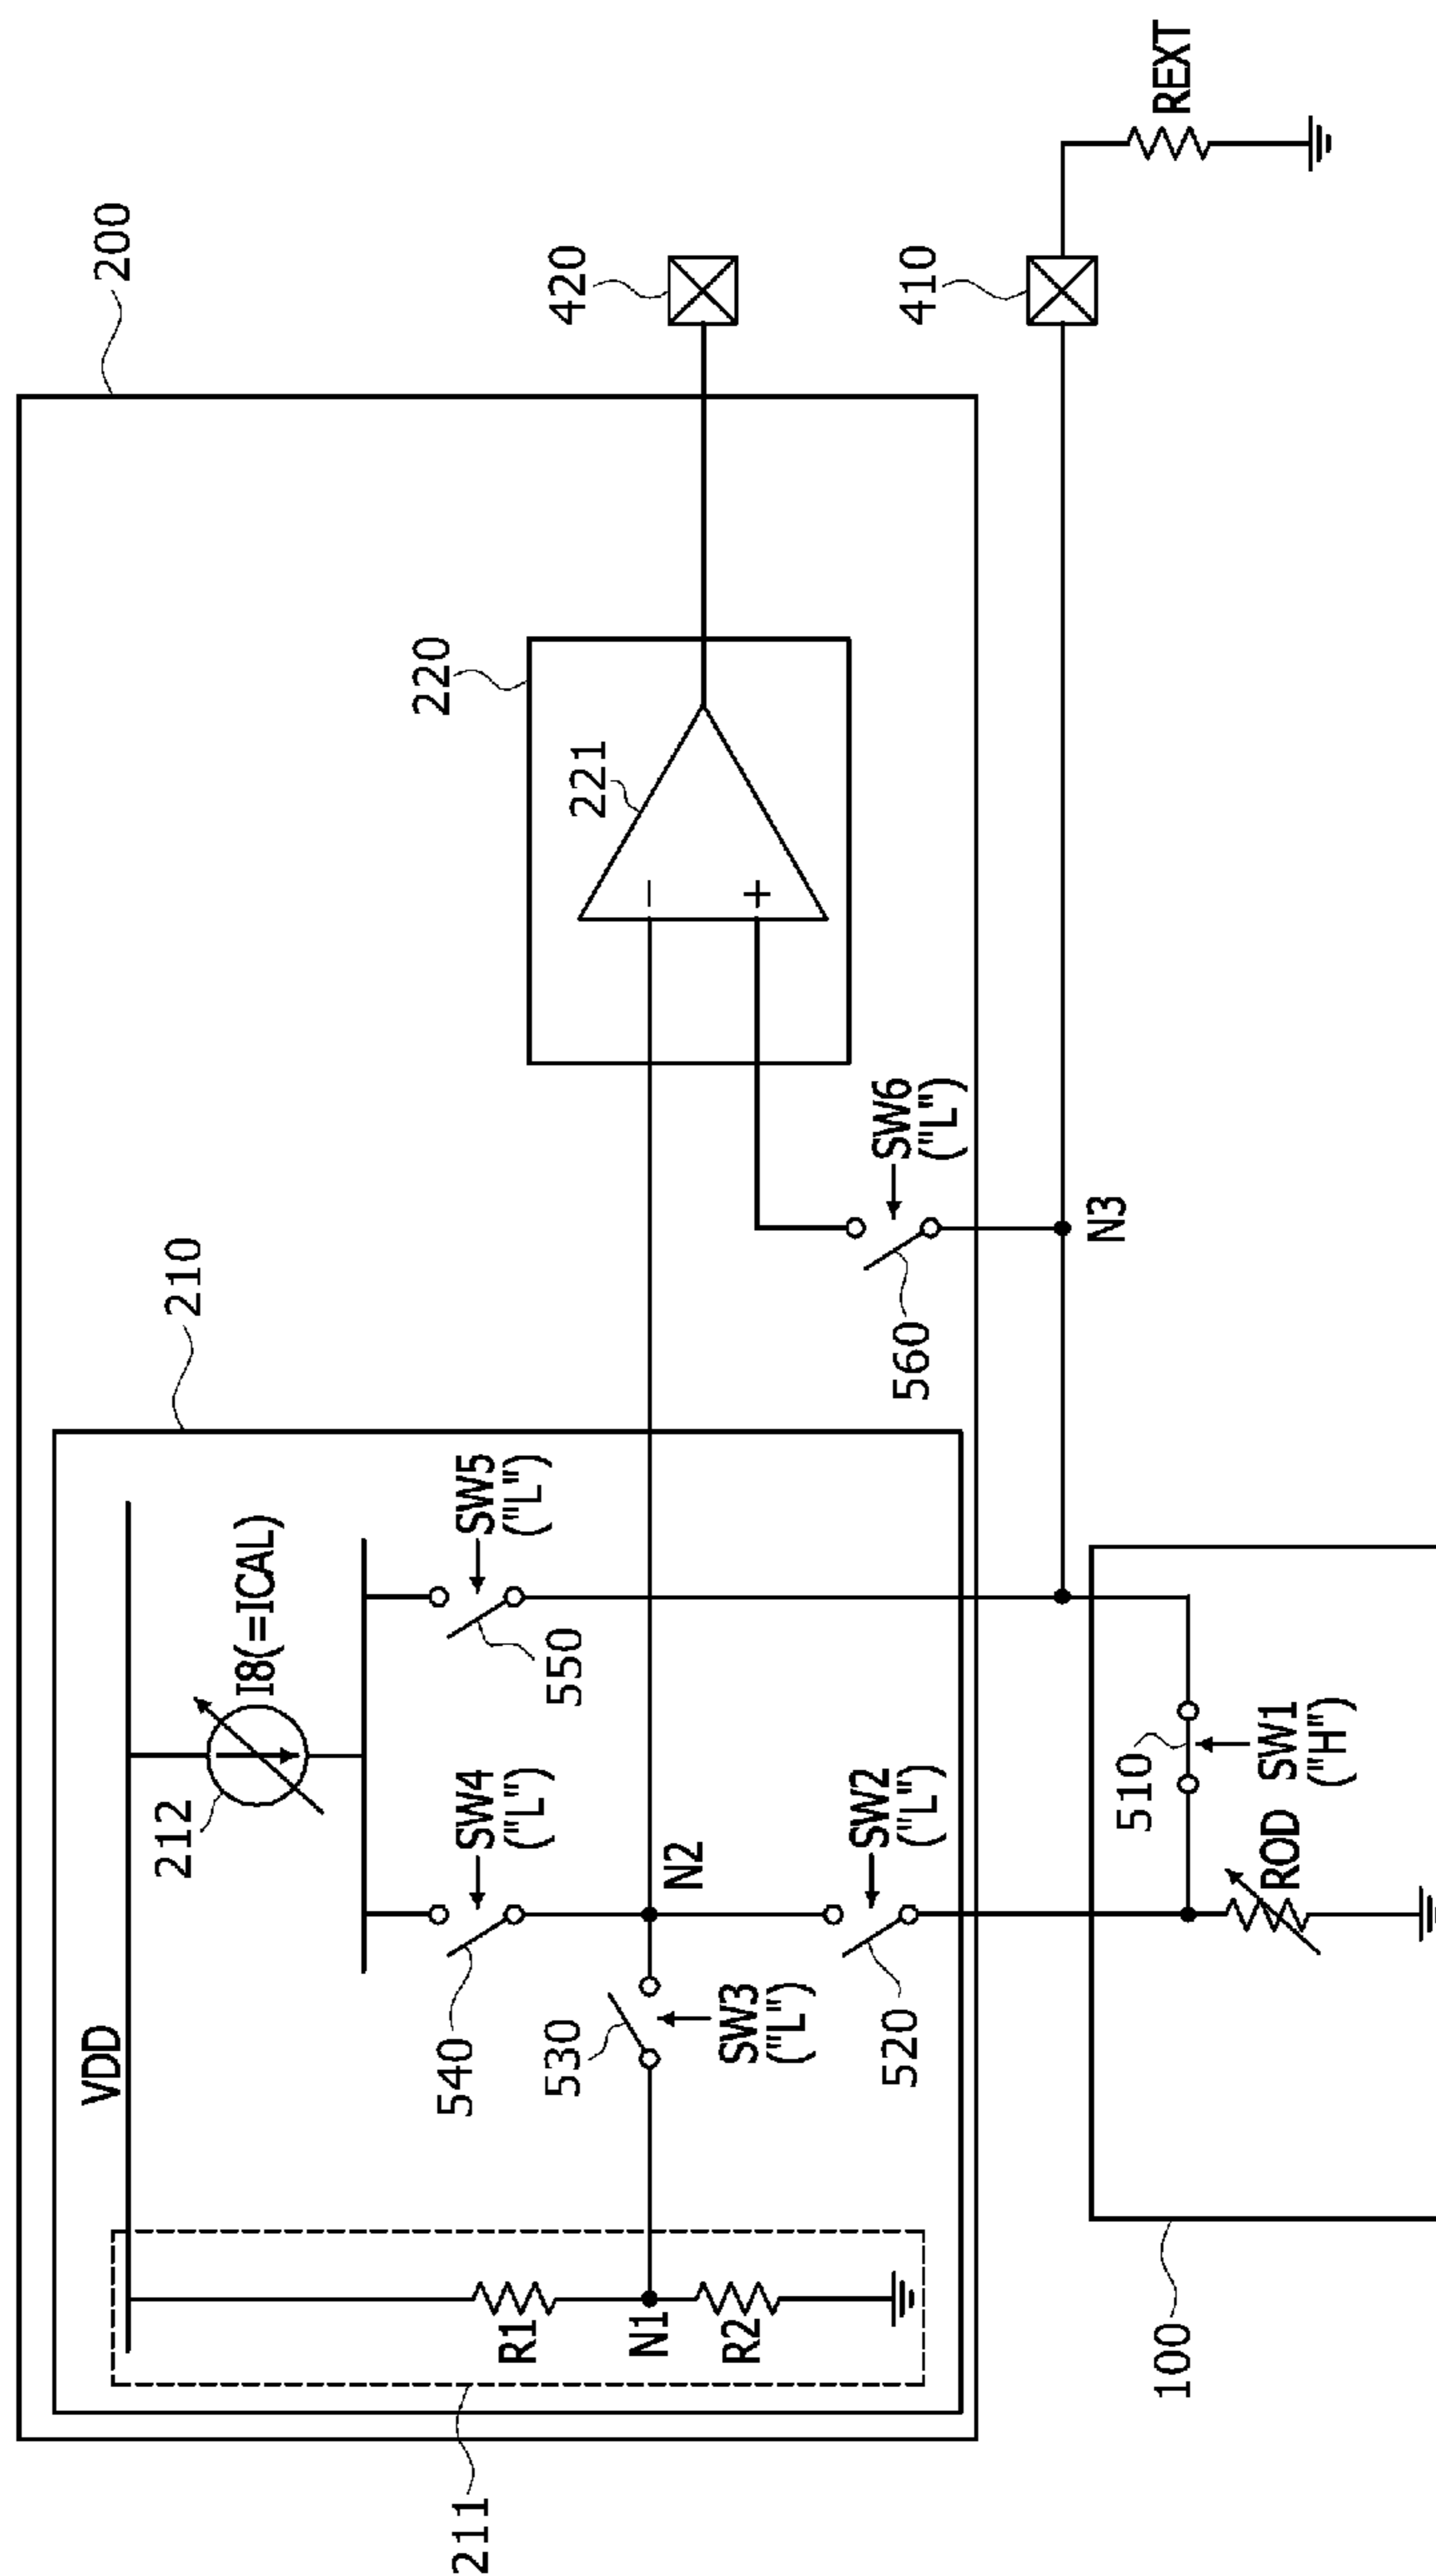 200
210
VDD
212
I8(=ICAL)
SW4
("L")
SW5
("L")
540
550
420
220
221
−
+
211
R1
N1
R2
530
SW3
("L")
N2
SW2
("L")
520
SW6
("L")
560
N3
410
REXT
100
510
SW1
("H")
ROD